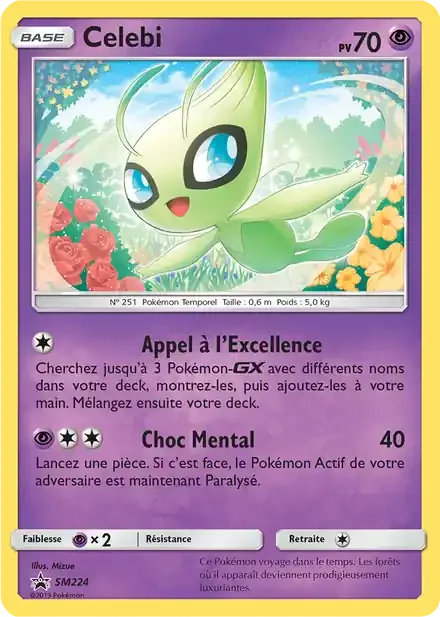 BASE Celebi PV70
N° 251 Pokémon Temporel Taille : 0,6 m Poids : 5,0 kg
Appel à l'Excellence
Cherchez jusqu'à 3 Pokémon-GX avec différents noms
dans votre deck, montrez-les, puis ajoutez-les à votre
main. Mélangez ensuite votre deck.
Choc Mental 40
Lancez une pièce. Si c'est face, le Pokémon Actif de votre
adversaire est maintenant Paralysé.
Faiblesse ×2 Résistance Retraite
Illus. Mizue
SM224
©2019 Pokémon
Ce Pokémon voyage dans le temps. Les forêts
où il apparaît deviennent prodigieusement
luxuriantes.